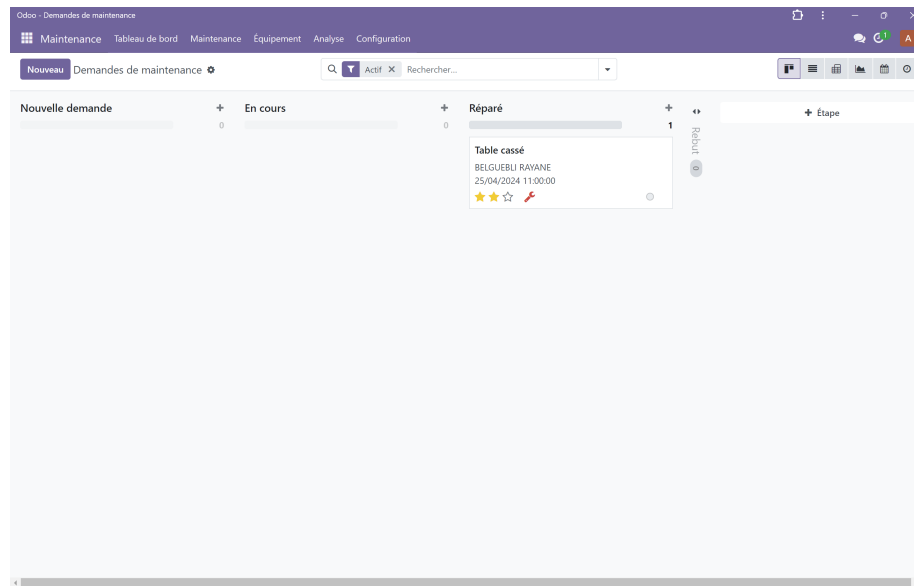 Odoo - Demandes de maintenance
Maintenance Tableau de bord Maintenance Équipement Analyse Configuration 1 A
Nouveau Demandes de maintenance Actif Rechercher...
Nouvelle demande 0
En cours 0
Réparé 1
Table cassé
BELGUEBLI RAYANE
25/04/2024 11:00:00
Rebut 0
Étape